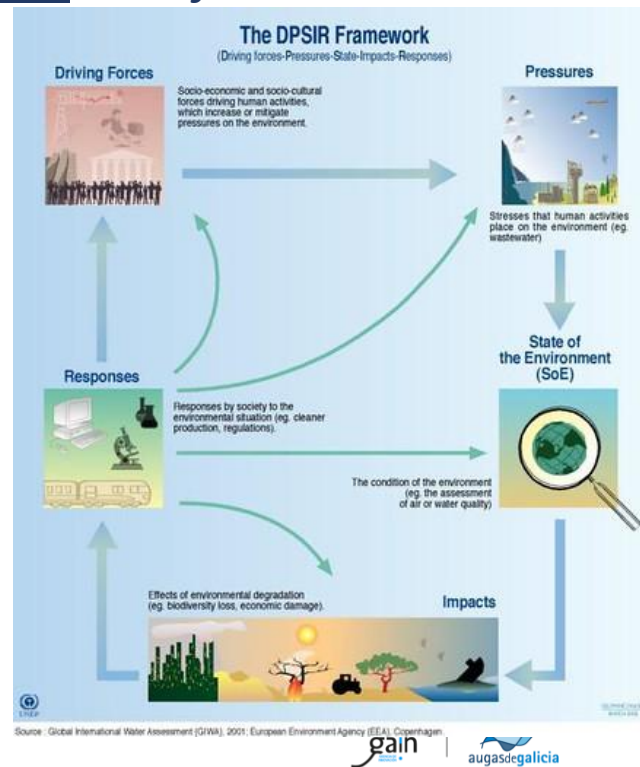 The DPSIR Framework
(Driving forces-Pressures-State-Impacts-Responses)
Driving Forces
Socio-economic and socio-cultural
forces driving human activities,
which increase or mitigate
pressures on the environment.
Pressures
Stresses that human activities
place on the environment (eg.
wastewater)
State of
the Environment
(SoE)
Responses
Responses by society to the
environmental situation (eg. cleaner
production, regulations).
The condition of the environment
(eg. the assessment
of air or water quality)
Effects of environmental degradation
(eg. biodiversity loss, economic damage).
Impacts
UNEP
Source : Global International Water Assessment (GIWA), 2001; European Environment Agency (EEA), Copenhagen.
gain
augasdegalicia